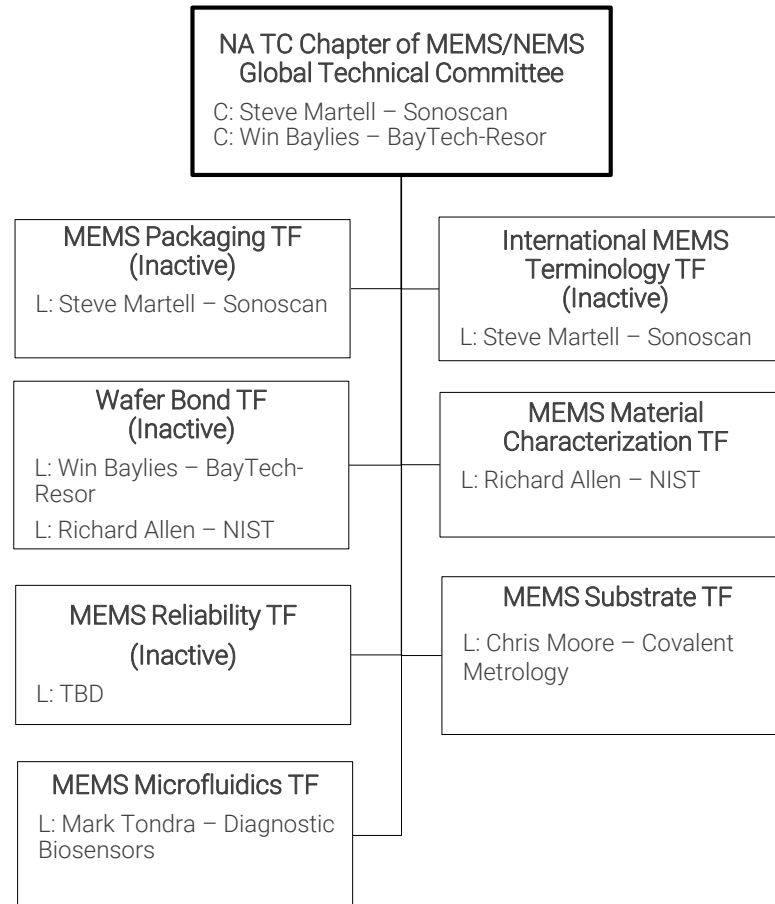 NA TC Chapter of MEMS/NEMS
Global Technical Committee
C: Steve Martell – Sonoscan
C: Win Baylies – BayTech-Resor
MEMS Packaging TF
(Inactive)
L: Steve Martell – Sonoscan
International MEMS
Terminology TF
(Inactive)
L: Steve Martell – Sonoscan
Wafer Bond TF
(Inactive)
L: Win Baylies – BayTech-
Resor
L: Richard Allen – NIST
MEMS Material
Characterization TF
L: Richard Allen – NIST
MEMS Reliability TF
(Inactive)
L: TBD
MEMS Substrate TF
L: Chris Moore – Covalent
Metrology
MEMS Microfluidics TF
L: Mark Tondra – Diagnostic
Biosensors